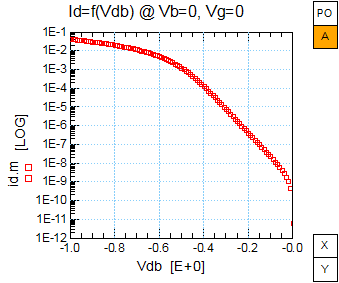 Id=f(Vdb) @ Vb=0, Vg=0
PO
A
1E-1
1E-2
1E-3
1E-4
1E-5
1E-6
1E-7
1E-8
1E-9
1E-10
1E-11
1E-12
id.m [LOG]
-1.0 -0.8 -0.6 -0.4 -0.2 -0.0
Vdb [E+0]
X
Y